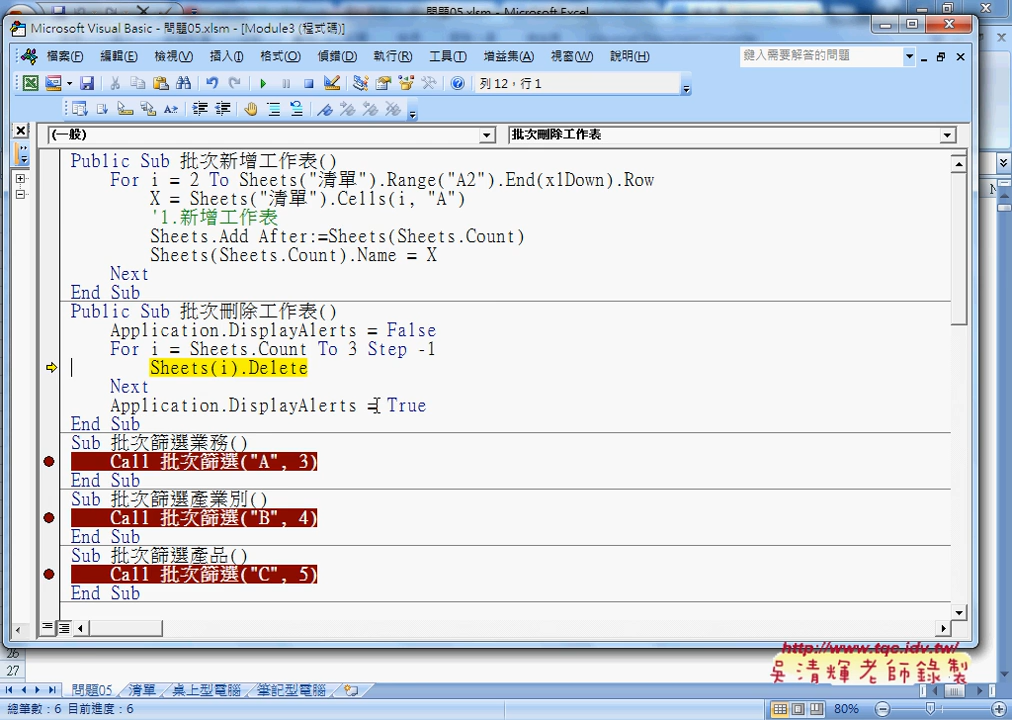 問題05.xlsm - Microsoft Excel
Microsoft Visual Basic - 問題05.xlsm - [Module3 (程式碼)]
檔案(F) 編輯(E) 檢視(V) 插入(I) 格式(O) 偵錯(D) 執行(R) 工具(T) 增益集(A) 視窗(W) 說明(H) 鍵入需要解答的問題
列 12，行 1
(一般) 批次刪除工作表
Public Sub 批次新增工作表()
For i = 2 To Sheets("清單").Range("A2").End(xlDown).Row
X = Sheets("清單").Cells(i, "A")
'1.新增工作表
Sheets.Add After:=Sheets(Sheets.Count)
Sheets(Sheets.Count).Name = X
Next
End Sub
Public Sub 批次刪除工作表()
Application.DisplayAlerts = False
For i = Sheets.Count To 3 Step -1
Sheets(i).Delete
Next
Application.DisplayAlerts = True
End Sub
Sub 批次篩選業務()
Call 批次篩選("A", 3)
End Sub
Sub 批次篩選產業別()
Call 批次篩選("B", 4)
End Sub
Sub 批次篩選產品()
Call 批次篩選("C", 5)
End Sub
26
27
http://www.tqc.idv.tw/
吳清輝老師錄製
問題05 清單 桌上型電腦 筆記型電腦
總筆數：6 目前進度：6 80%